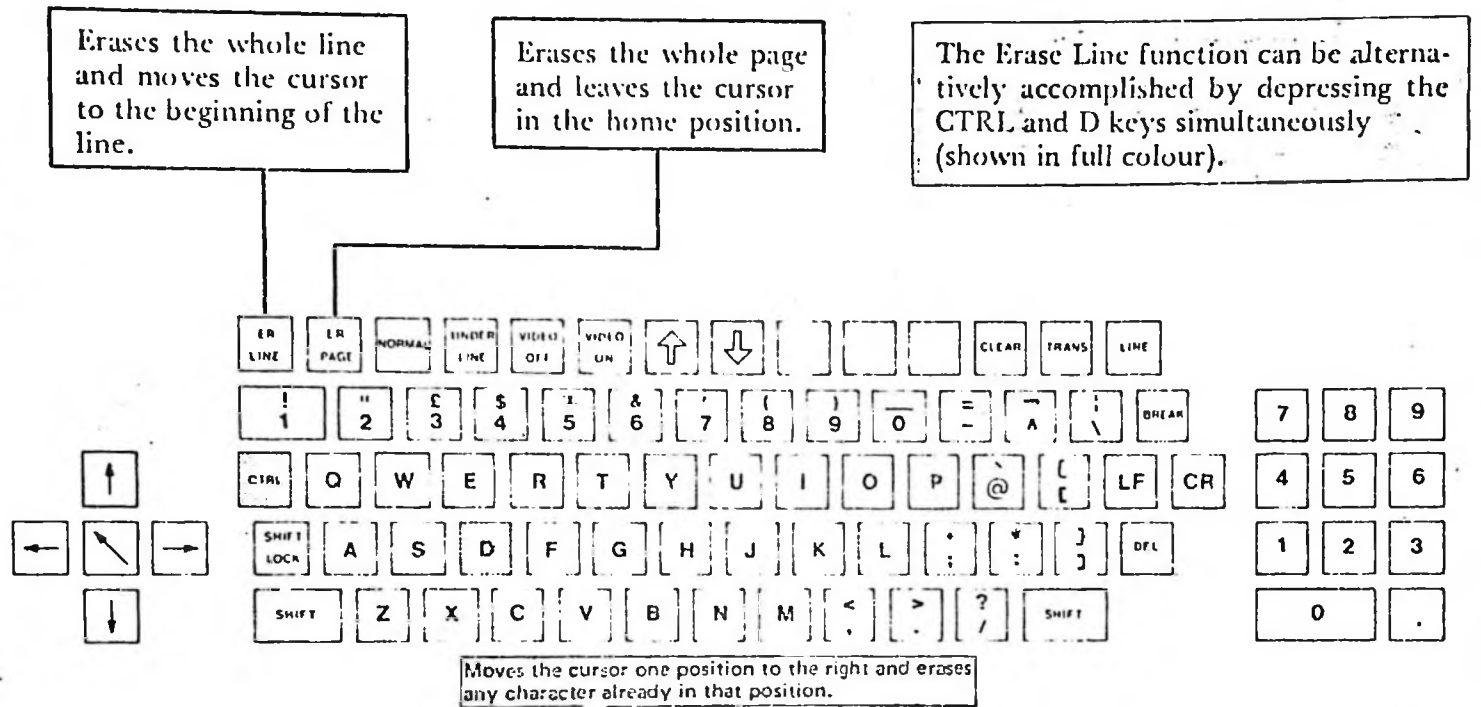 Erases the whole line
and moves the cursor
to the beginning of the
line.
Erases the whole page
and leaves the cursor
in the home position.
The Erase Line function can be alterna-
tively accomplished by depressing the
CTRL and D keys simultaneously
(shown in full colour).
ER LINE
ER PAGE
NORMAL
UNDER LINE
VIDEO OFF
VIDEO ON
CLEAR
TRANS
LINE
! 1
" 2
£ 3
$ 4
5
& 6
' 7
( 8
) 9
— 0
= -
¬ ^
¦ \
BREAK
7 8 9
CTRL
Q W E R T Y U I O P
` @
[
LF
CR
4 5 6
SHIFT LOCK
A S D F G H J K L
;
* :
} ]
DEL
1 2 3
SHIFT
Z X C V B N M
< ,
> .
? /
SHIFT
0 .
Moves the cursor one position to the right and erases
any character already in that position.